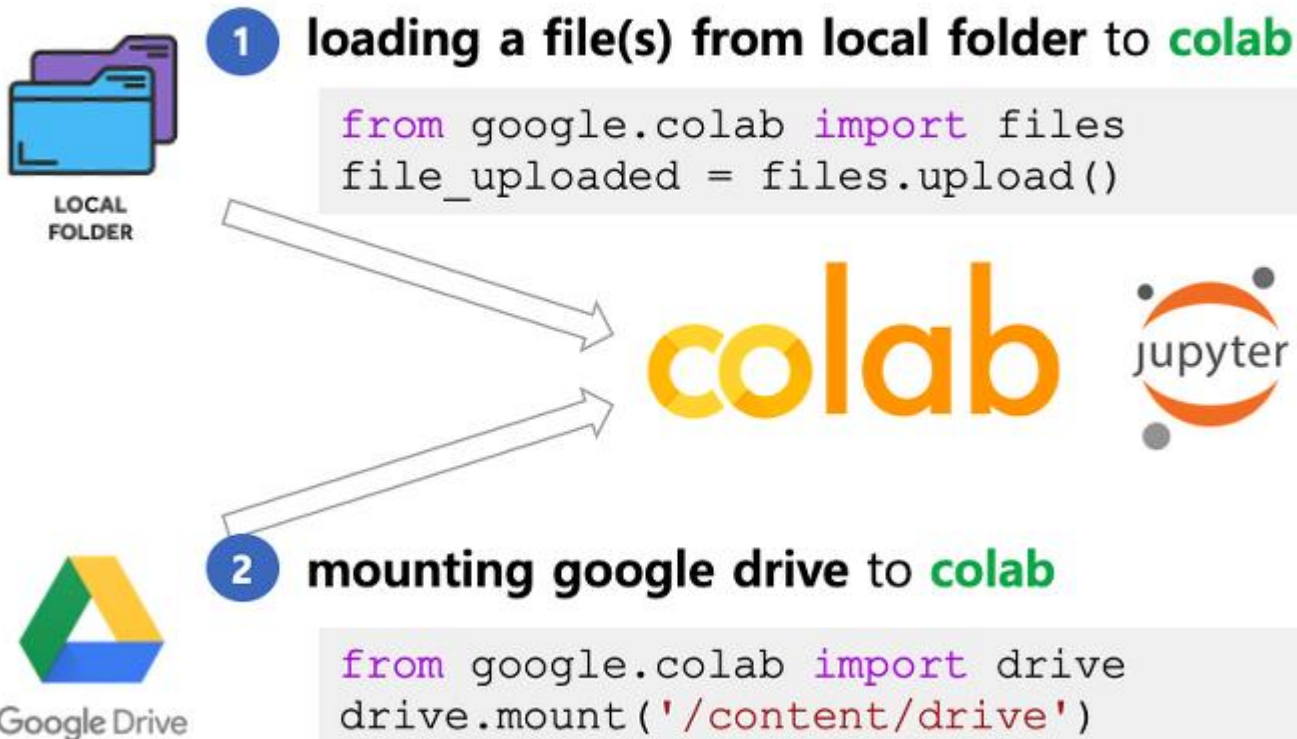 1 loading a file(s) from local folder to colab
from google.colab import files
file_uploaded = files.upload()
LOCAL
FOLDER
colab
jupyter
2 mounting google drive to colab
from google.colab import drive
drive.mount('/content/drive')
Google Drive